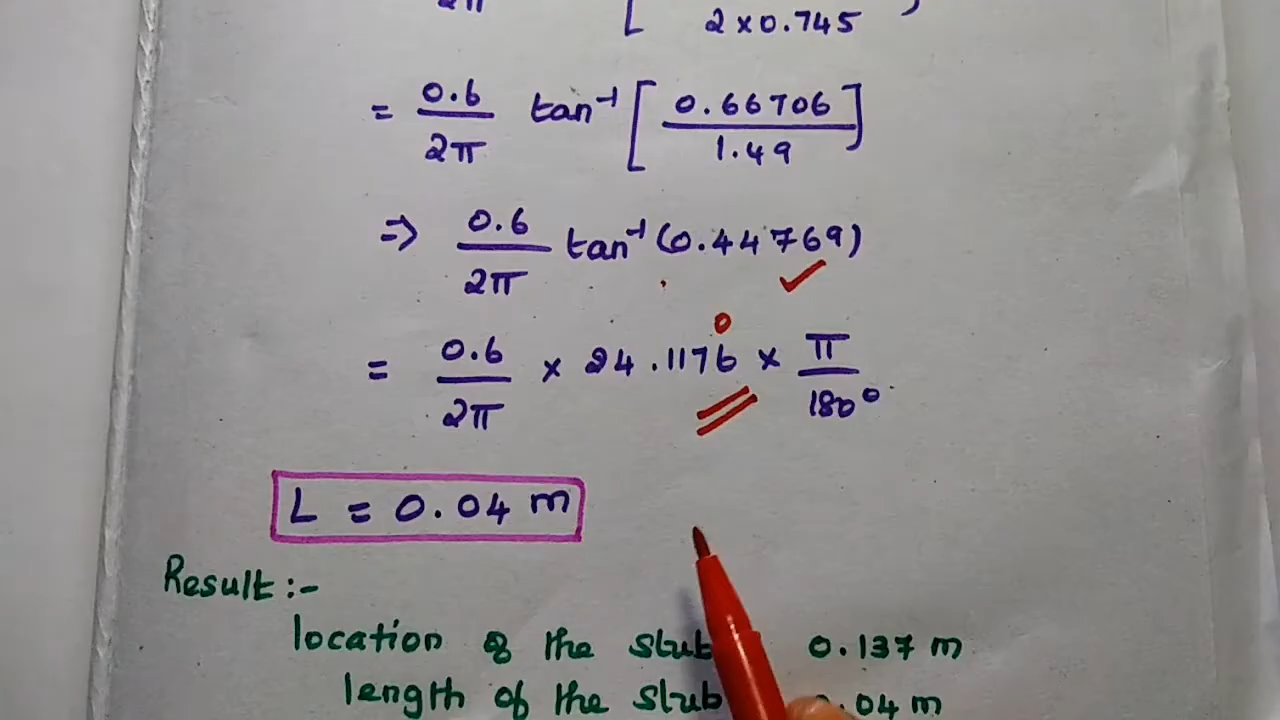 2π [ 2 x 0.745
= 0.6/2π tan⁻¹ [ 0.66706/1.49 ]
⇒ 0.6/2π tan⁻¹ (0.44769)
= 0.6/2π x 24.1176° x π/180°
L = 0.04 m
Result :-
location of the stub 0.137 m
length of the stub .04 m